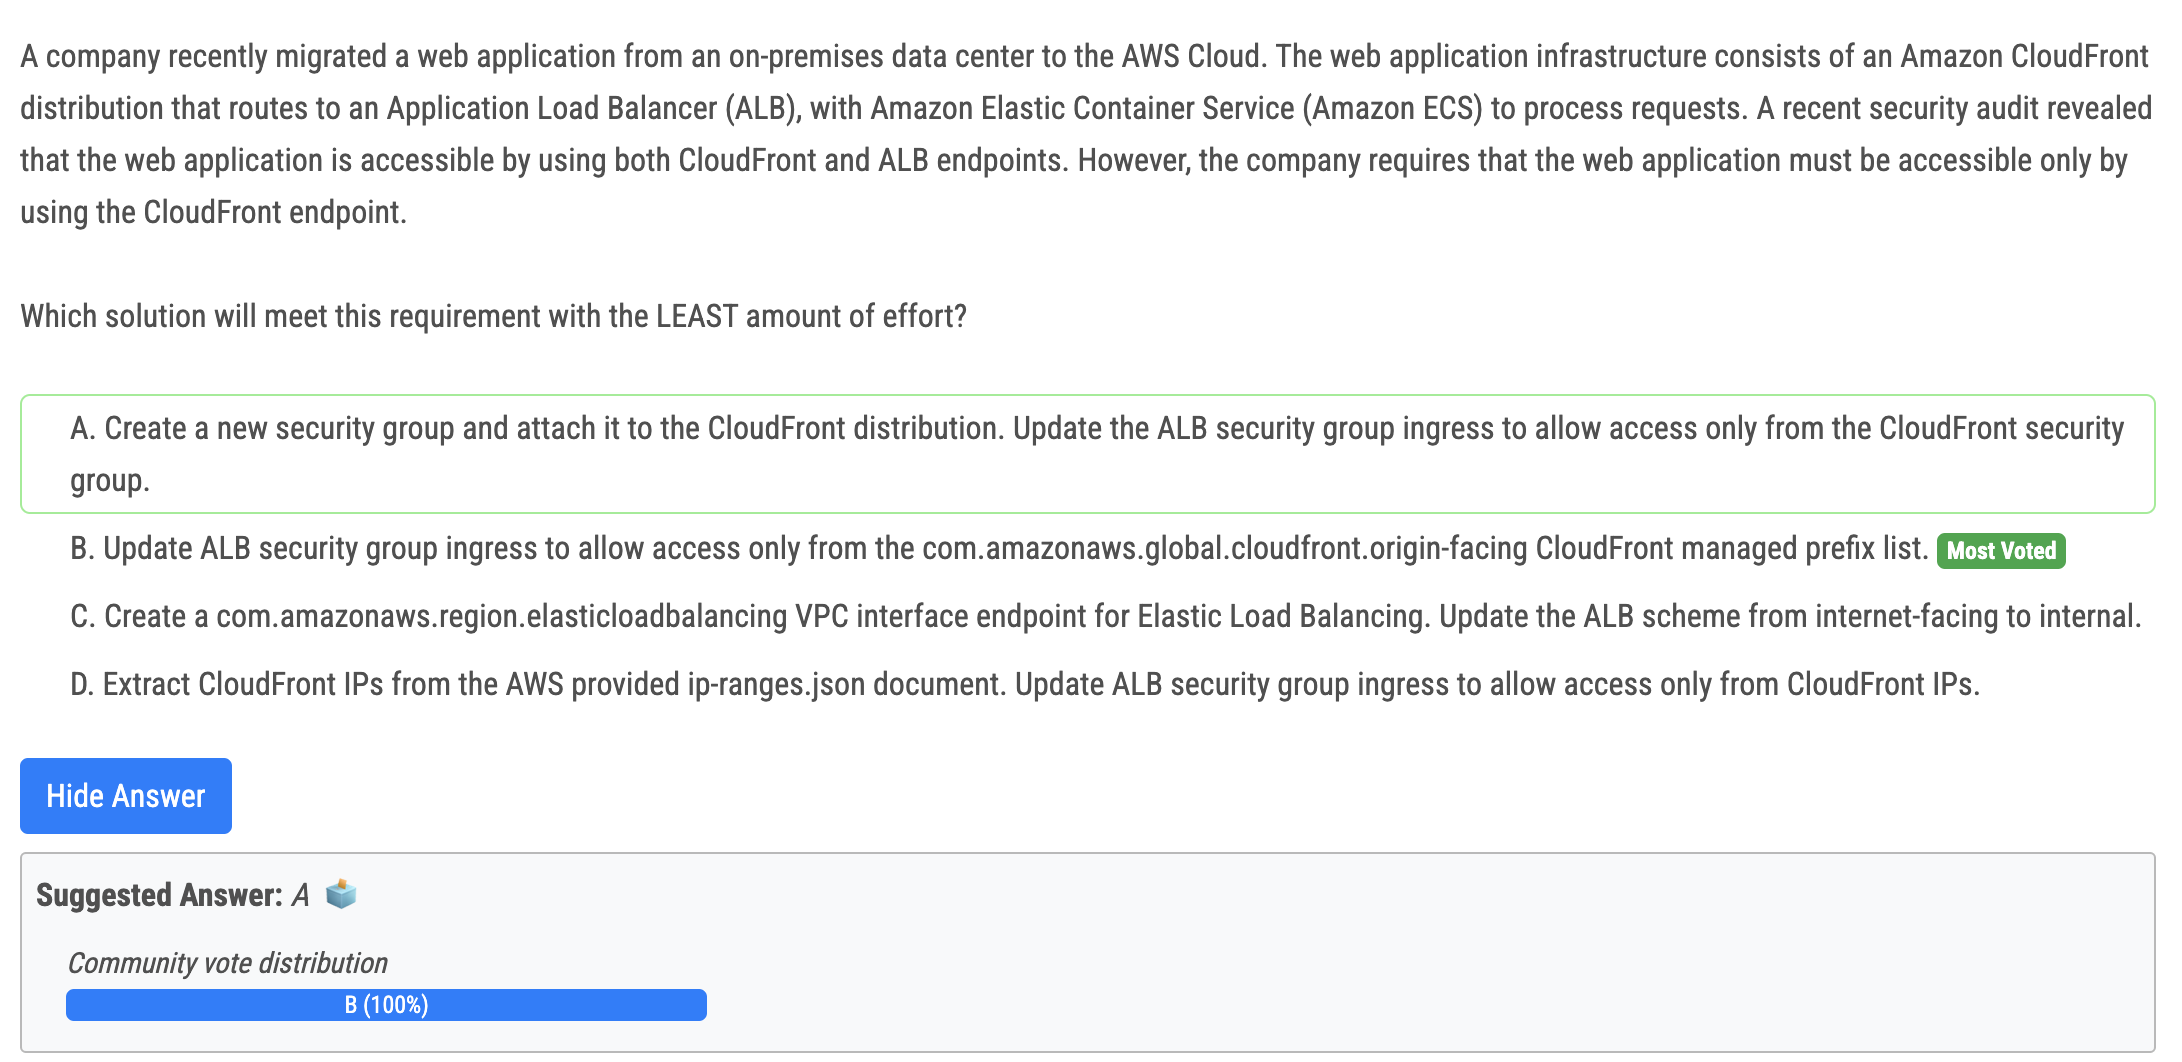 A company recently migrated a web application from an on-premises data center to the AWS Cloud. The web application infrastructure consists of an Amazon CloudFront
distribution that routes to an Application Load Balancer (ALB), with Amazon Elastic Container Service (Amazon ECS) to process requests. A recent security audit revealed
that the web application is accessible by using both CloudFront and ALB endpoints. However, the company requires that the web application must be accessible only by
using the CloudFront endpoint.
Which solution will meet this requirement with the LEAST amount of effort?
A. Create a new security group and attach it to the CloudFront distribution. Update the ALB security group ingress to allow access only from the CloudFront security
group.
B. Update ALB security group ingress to allow access only from the com.amazonaws.global.cloudfront.origin-facing CloudFront managed prefix list. Most Voted
C. Create a com.amazonaws.region.elasticloadbalancing VPC interface endpoint for Elastic Load Balancing. Update the ALB scheme from internet-facing to internal.
D. Extract CloudFront IPs from the AWS provided ip-ranges.json document. Update ALB security group ingress to allow access only from CloudFront IPs.
Hide Answer
Suggested Answer: A
Community vote distribution
B (100%)